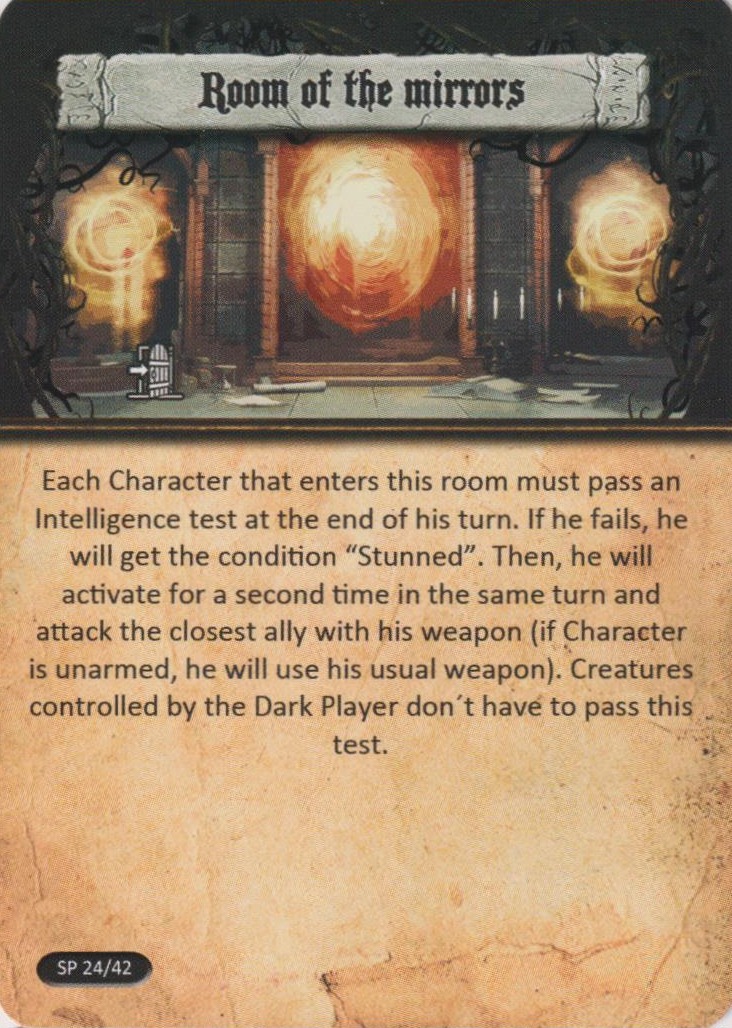 Room of the mirrors
Each Character that enters this room must pass an
Intelligence test at the end of his turn. If he fails, he
will get the condition “Stunned”. Then, he will
activate for a second time in the same turn and
attack the closest ally with his weapon (if Character
is unarmed, he will use his usual weapon). Creatures
controlled by the Dark Player don´t have to pass this
test.
SP 24/42